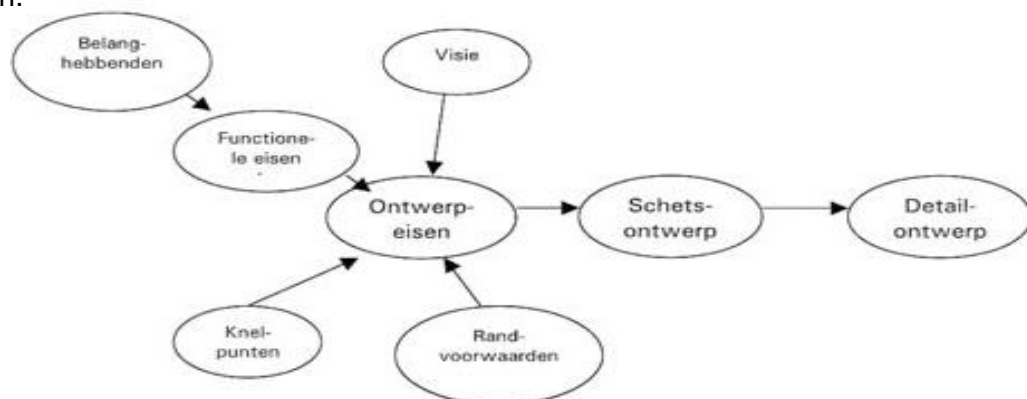 n.
Belang-
hebbenden
Visie
Functione-
le eisen
Ontwerp-
eisen
Schets-
ontwerp
Detail-
ontwerp
Knel-
punten
Rand-
voorwaarden